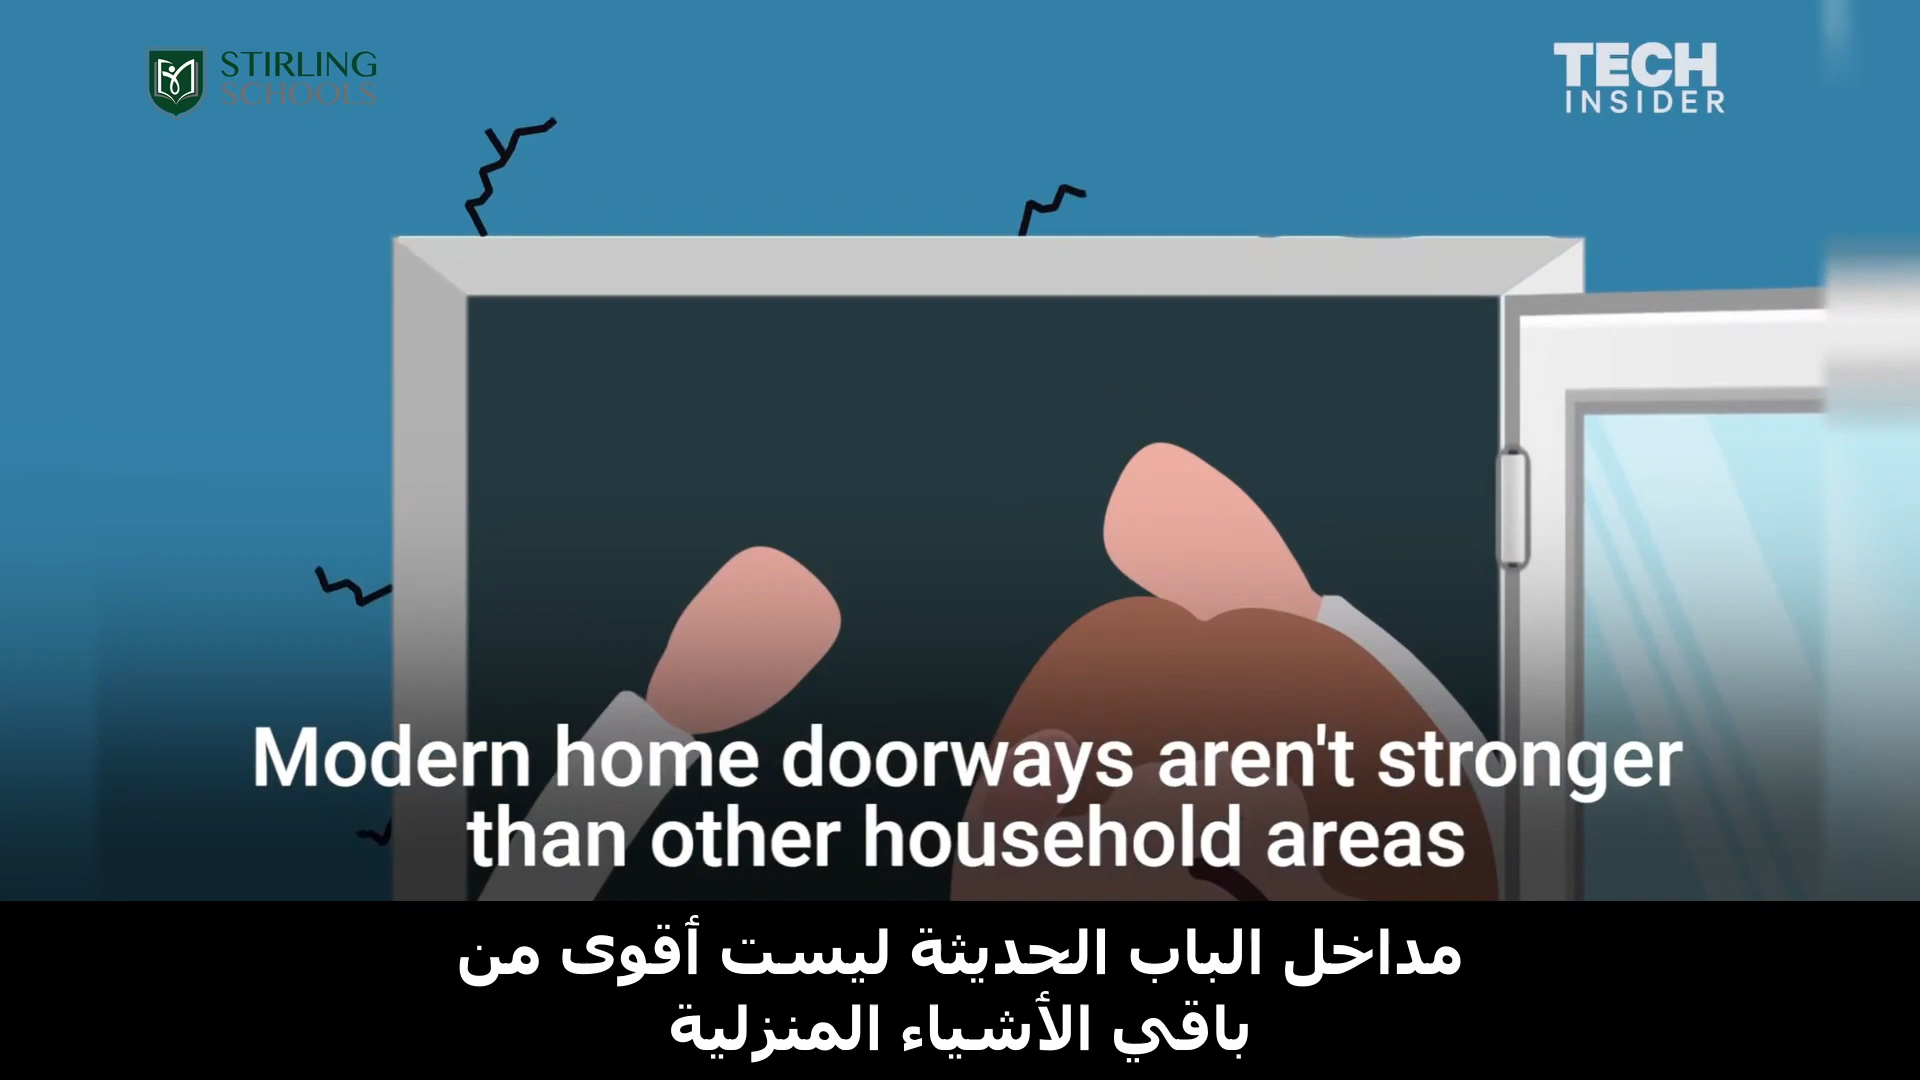 STIRLING
SCHOOLS
TECH
INSIDER
Modern home doorways aren't stronger
than other household areas
مداخل الباب الحديثة ليست أقوى من
باقي الأشياء المنزلية